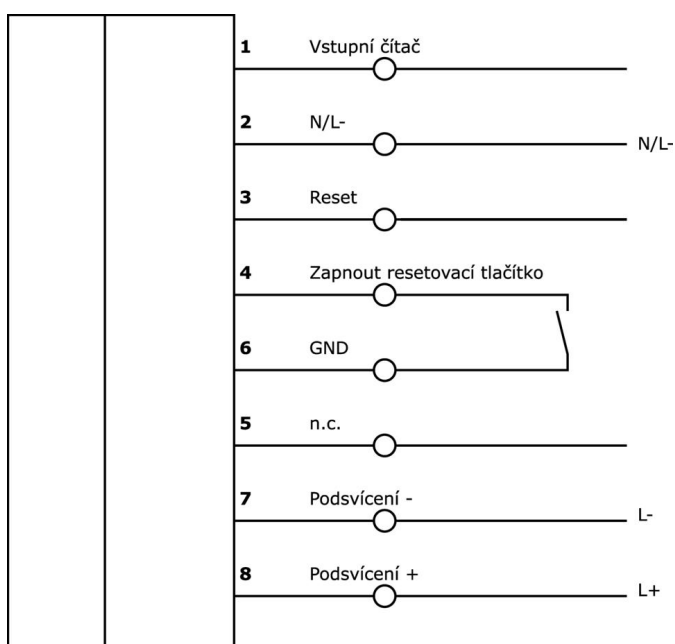 1 Vstupní čítač
2 N/L-
N/L-
3 Reset
4 Zapnout resetovací tlačítko
6 GND
5 n.c.
7 Podsvícení -
L-
8 Podsvícení +
L+